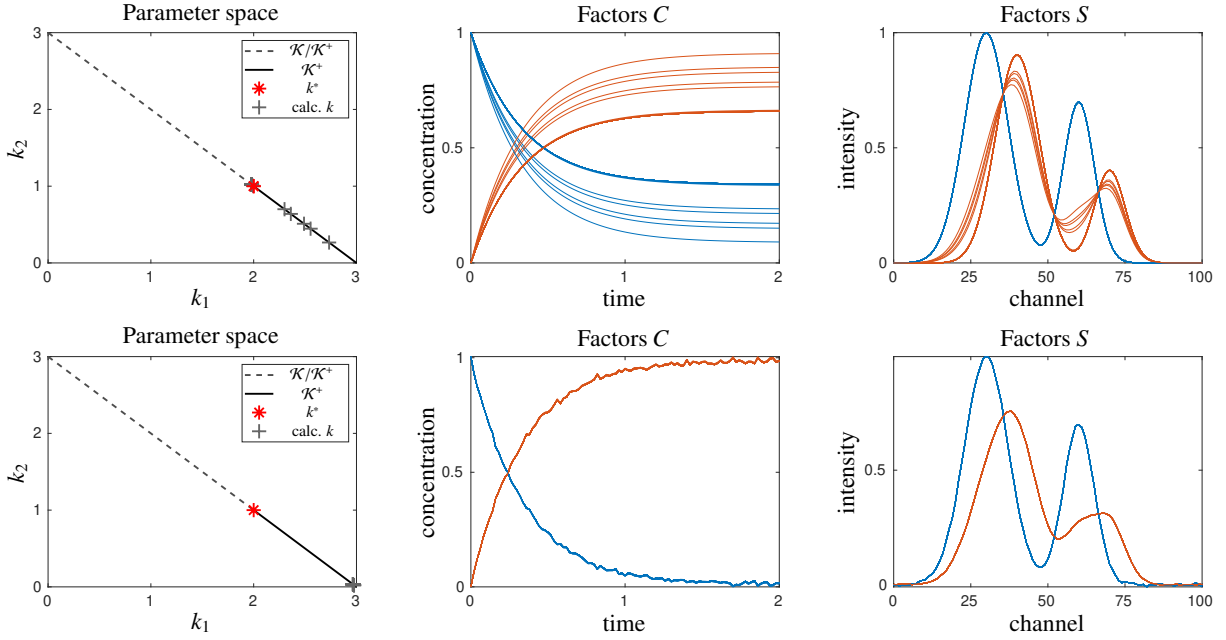 Parameter space
3
2
1
0
0
1
2
3
k₂
k₁
𝒦/𝒦⁺
𝒦⁺
k*
calc. k
Factors C
1
0.5
0
0
1
2
concentration
time
Factors S
1
0.5
0
0
25
50
75
100
intensity
channel
Parameter space
3
2
1
0
0
1
2
3
k₂
k₁
𝒦/𝒦⁺
𝒦⁺
k*
calc. k
Factors C
1
0.5
0
0
1
2
concentration
time
Factors S
1
0.5
0
0
25
50
75
100
intensity
channel